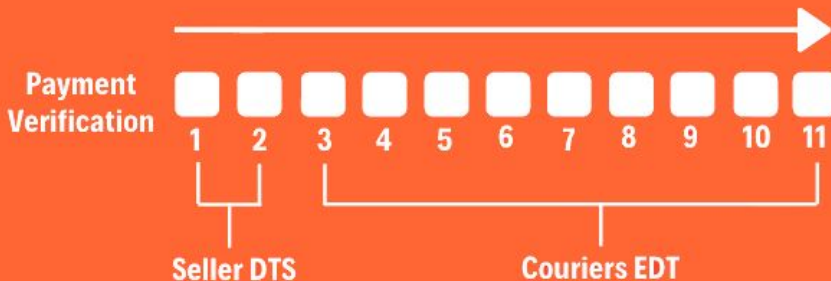 Payment
Verification
1 2 3 4 5 6 7 8 9 10 11
Seller DTS
Couriers EDT